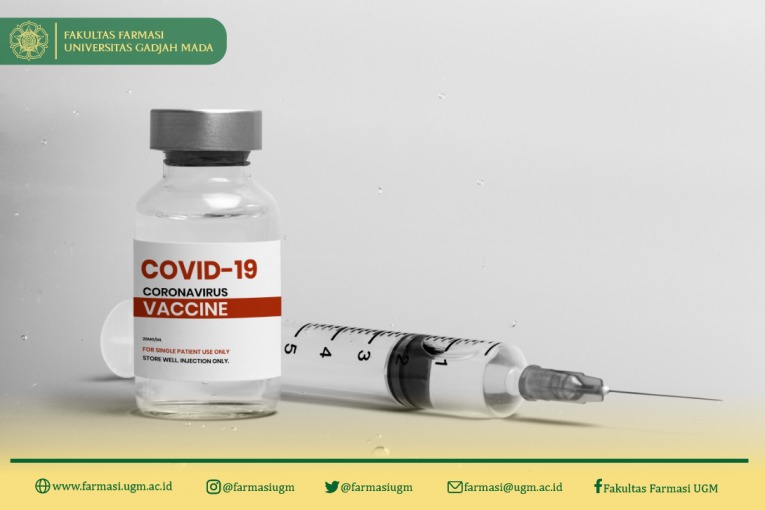 FAKULTAS FARMASI
UNIVERSITAS GADJAH MADA
COVID-19
CORONAVIRUS
VACCINE
FOR SINGLE PATIENT USE ONLY
STORE WELL. INJECTION ONLY.
5 4 3 2 1
www.farmasi.ugm.ac.id @farmasiugm @farmasiugm farmasi@ugm.ac.id Fakultas Farmasi UGM